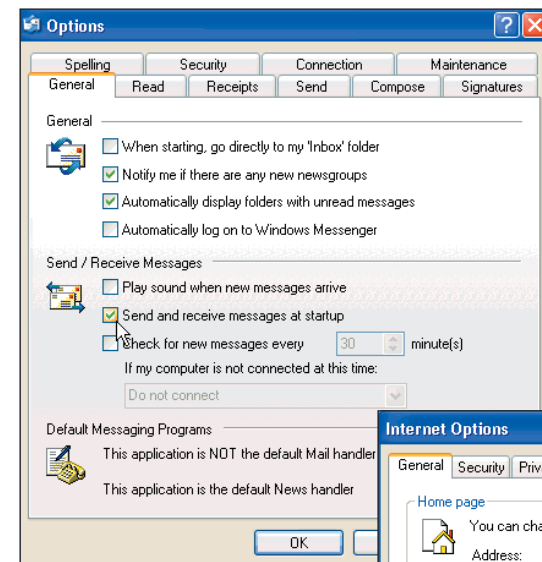 Options
Spelling Security Connection Maintenance
General Read Receipts Send Compose Signatures
General
When starting, go directly to my 'Inbox' folder
Notify me if there are any new newsgroups
Automatically display folders with unread messages
Automatically log on to Windows Messenger
Send / Receive Messages
Play sound when new messages arrive
Send and receive messages at startup
Check for new messages every 30 minute(s)
If my computer is not connected at this time:
Do not connect
Default Messaging Programs
This application is NOT the default Mail handler
This application is the default News handler
OK
Internet Options
General Security Priv
Home page
You can cha
Address: